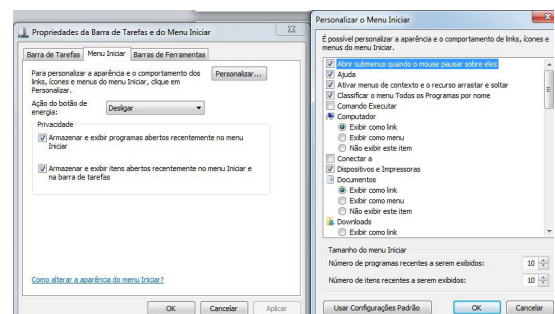 Propriedades da Barra de Tarefas e do Menu Iniciar
Barra de Tarefas
Menu Iniciar
Barras de Ferramentas
Para personalizar a aparência e o comportamento dos
links, ícones e menus do menu Iniciar, clique em
Personalizar.
Personalizar...
Ação do botão de
energia:
Desligar
Privacidade
Armazenar e exibir programas abertos recentemente no menu
Iniciar
Armazenar e exibir itens abertos recentemente no menu Iniciar e
na barra de tarefas
Como alterar a aparência do menu Iniciar?
OK
Cancelar
Aplicar
Personalizar o Menu Iniciar
É possível personalizar a aparência e o comportamento de links, ícones e
menus do menu Iniciar.
Abrir submenus quando o mouse pausar sobre eles
Ajuda
Ativar menus de contexto e o recurso arrastar e soltar
Classificar o menu Todos os Programas por nome
Comando Executar
Computador
Exibir como link
Exibir como menu
Não exibir este item
Conectar a
Dispositivos e Impressoras
Documentos
Exibir como link
Exibir como menu
Não exibir este item
Downloads
Exibir como link
Tamanho do menu Iniciar
Número de programas recentes a serem exibidos: 10
Número de itens recentes a serem exibidos: 10
Usar Configurações Padrão
OK
Cancelar